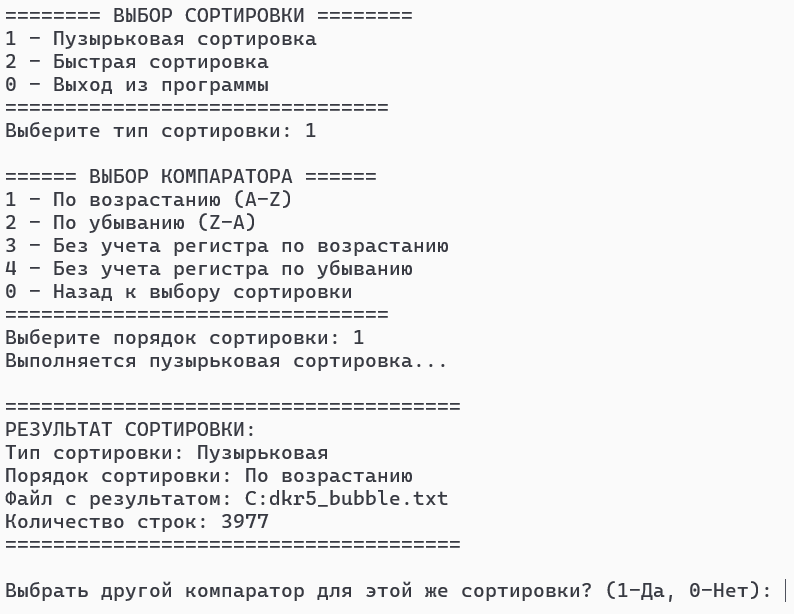 ======== ВЫБОР СОРТИРОВКИ ========
1 - Пузырьковая сортировка
2 - Быстрая сортировка
0 - Выход из программы
================================
Выберите тип сортировки: 1
====== ВЫБОР КОМПАРАТОРА ======
1 - По возрастанию (A-Z)
2 - По убыванию (Z-A)
3 - Без учета регистра по возрастанию
4 - Без учета регистра по убыванию
0 - Назад к выбору сортировки
================================
Выберите порядок сортировки: 1
Выполняется пузырьковая сортировка...
======================================
РЕЗУЛЬТАТ СОРТИРОВКИ:
Тип сортировки: Пузырьковая
Порядок сортировки: По возрастанию
Файл с результатом: C:dkr5_bubble.txt
Количество строк: 3977
======================================
Выбрать другой компаратор для этой же сортировки? (1-Да, 0-Нет):